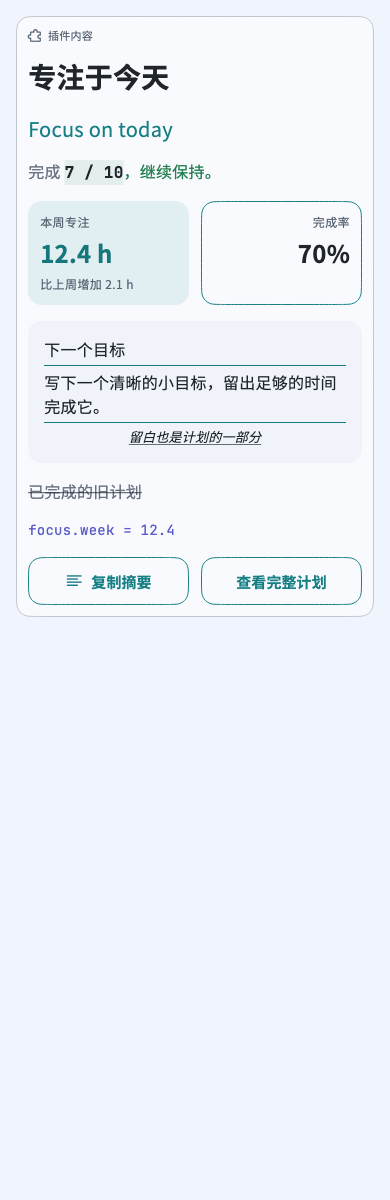 插件内容
专注于今天
Focus on today
完成 7 / 10，继续保持。
本周专注
12.4 h
比上周增加 2.1 h
完成率
70%
下一个目标
写下一个清晰的小目标，留出足够的时间
完成它。
留白也是计划的一部分
已完成的旧计划
focus.week = 12.4
复制摘要
查看完整计划